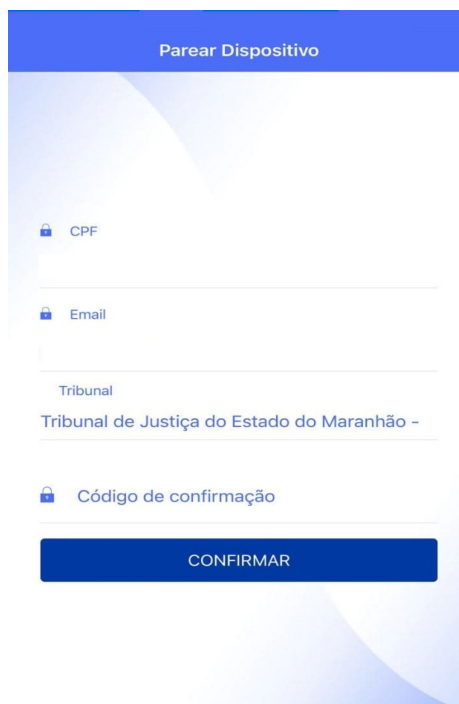 Parear Dispositivo
CPF
Email
Tribunal
Tribunal de Justiça do Estado do Maranhão -
Código de confirmação
CONFIRMAR